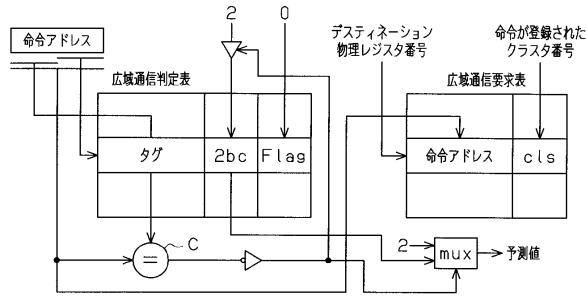 2
0
命令アドレス
デスティネーション
物理レジスタ番号
命令が登録された
クラスタ番号
広域通信判定表
広域通信要求表
タグ
2bc
Flag
命令アドレス
cls
C
=
2
mux
予測値